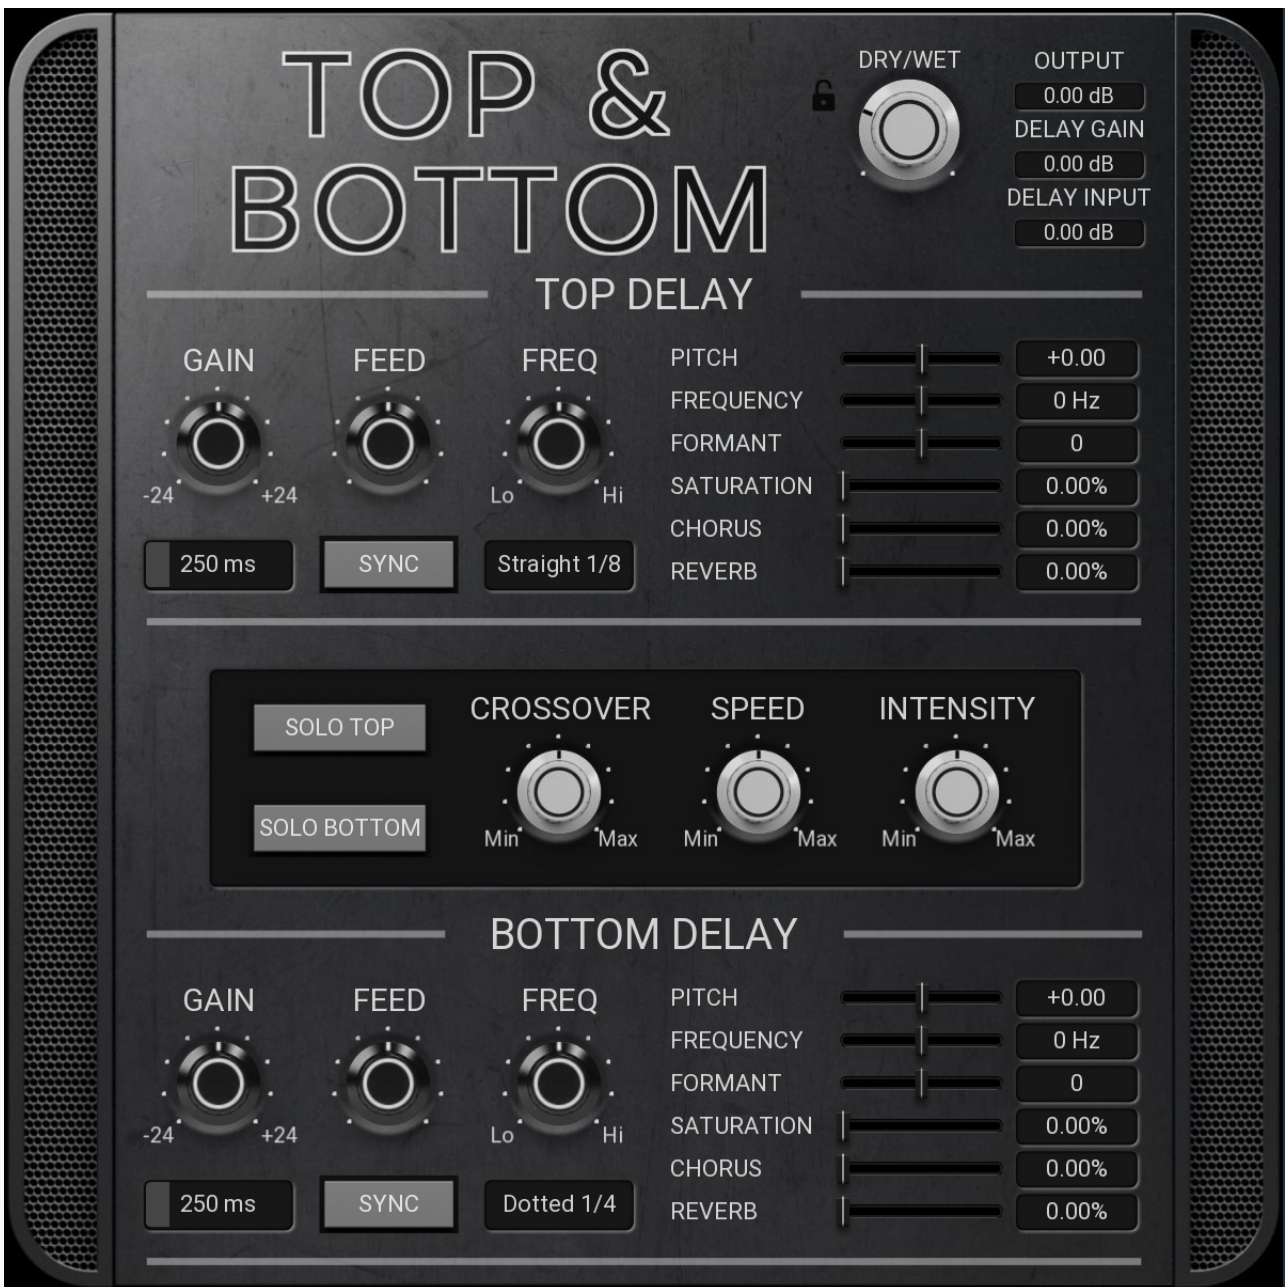 TOP &
BOTTOM
DRY/WET
OUTPUT
0.00 dB
DELAY GAIN
0.00 dB
DELAY INPUT
0.00 dB
TOP DELAY
GAIN
-24
+24
FEED
FREQ
Lo
Hi
250 ms
SYNC
Straight 1/8
PITCH
+0.00
FREQUENCY
0 Hz
FORMANT
0
SATURATION
0.00%
CHORUS
0.00%
REVERB
0.00%
SOLO TOP
SOLO BOTTOM
CROSSOVER
Min
Max
SPEED
Min
Max
INTENSITY
Min
Max
BOTTOM DELAY
GAIN
-24
+24
FEED
FREQ
Lo
Hi
250 ms
SYNC
Dotted 1/4
PITCH
+0.00
FREQUENCY
0 Hz
FORMANT
0
SATURATION
0.00%
CHORUS
0.00%
REVERB
0.00%